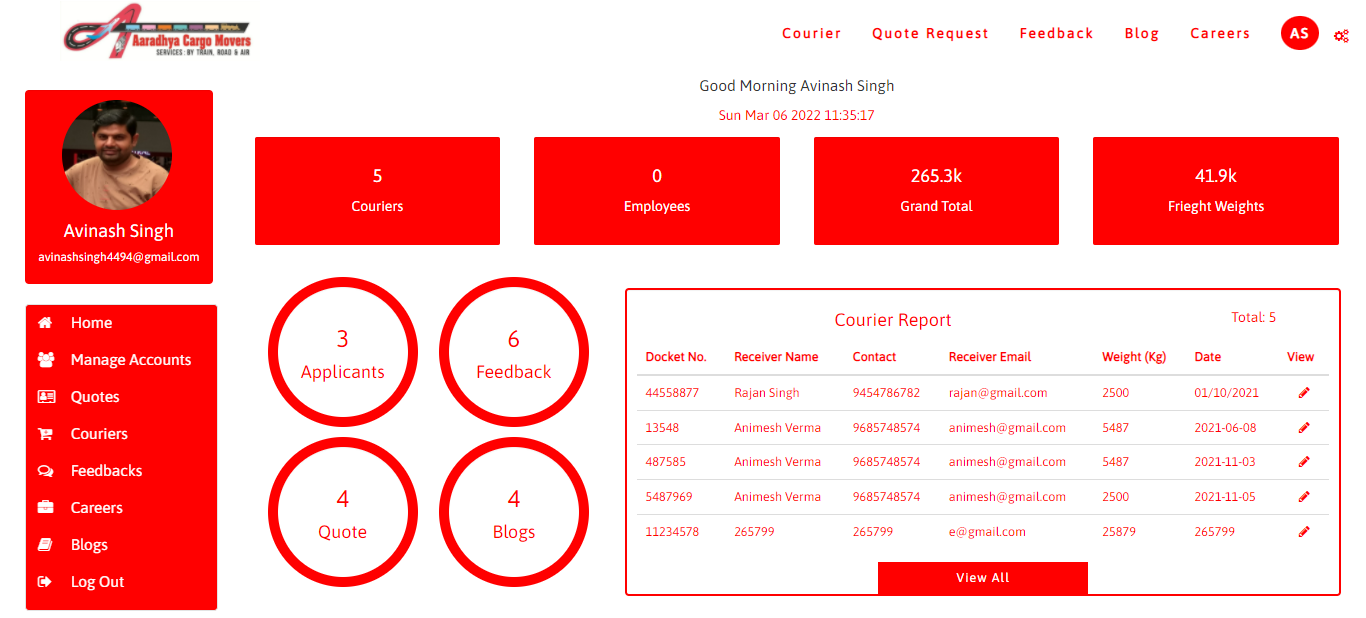 Aaradhya Cargo Movers
SERVICES : BY TRAIN, ROAD & AIR
Courier Quote Request Feedback Blog Careers AS
Good Morning Avinash Singh
Sun Mar 06 2022 11:35:17
Avinash Singh
avinashsingh4494@gmail.com
5
Couriers
0
Employees
265.3k
Grand Total
41.9k
Frieght Weights
Home
Manage Accounts
Quotes
Couriers
Feedbacks
Careers
Blogs
Log Out
3
Applicants
6
Feedback
4
Quote
4
Blogs
Courier Report
Total: 5
Docket No. Receiver Name Contact Receiver Email Weight (Kg) Date View
44558877 Rajan SIngh 9454786782 rajan@gmail.com 2500 01/10/2021
13548 Animesh Verma 9685748574 animesh@gmail.com 5487 2021-06-08
487585 Animesh Verma 9685748574 animesh@gmail.com 5487 2021-11-03
5487969 Animesh Verma 9685748574 animesh@gmail.com 2500 2021-11-05
11234578 265799 265799 e@gmail.com 25879 265799
View All